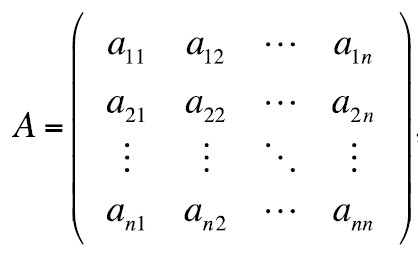 a₁₁ a₁₂ ⋯ a₁ₙ
a₂₁ a₂₂ ⋯ a₂ₙ
A =
⋮ ⋮ ⋱ ⋮
aₙ₁ aₙ₂ ⋯ aₙₙ
,